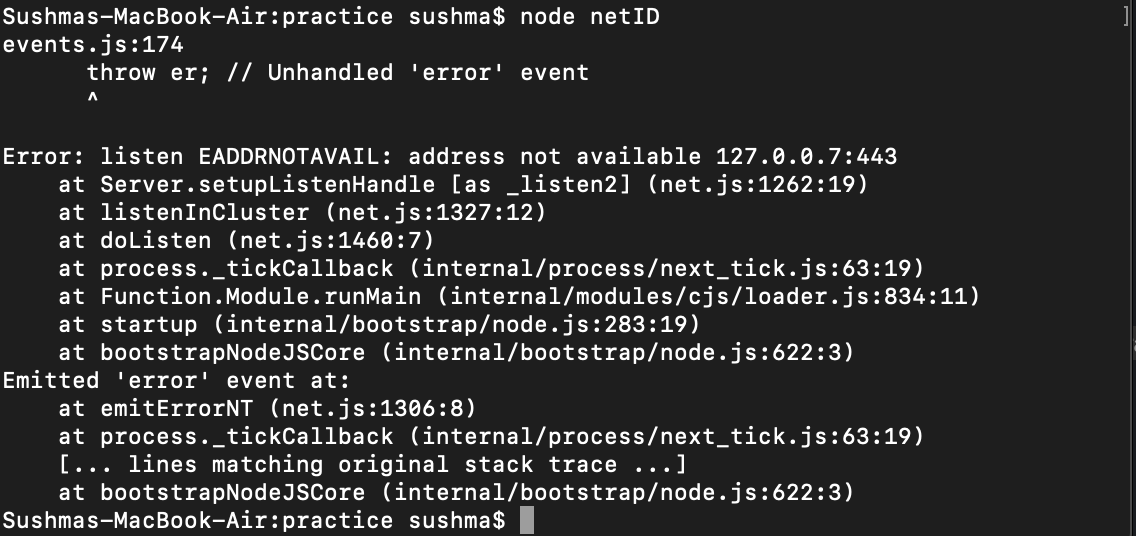 Sushmas-MacBook-Air:practice sushma$ node netID ]
events.js:174
      throw er; // Unhandled 'error' event
      ^

Error: listen EADDRNOTAVAIL: address not available 127.0.0.7:443
    at Server.setupListenHandle [as _listen2] (net.js:1262:19)
    at listenInCluster (net.js:1327:12)
    at doListen (net.js:1460:7)
    at process._tickCallback (internal/process/next_tick.js:63:19)
    at Function.Module.runMain (internal/modules/cjs/loader.js:834:11)
    at startup (internal/bootstrap/node.js:283:19)
    at bootstrapNodeJSCore (internal/bootstrap/node.js:622:3)
Emitted 'error' event at:
    at emitErrorNT (net.js:1306:8)
    at process._tickCallback (internal/process/next_tick.js:63:19)
    [... lines matching original stack trace ...]
    at bootstrapNodeJSCore (internal/bootstrap/node.js:622:3)
Sushmas-MacBook-Air:practice sushma$